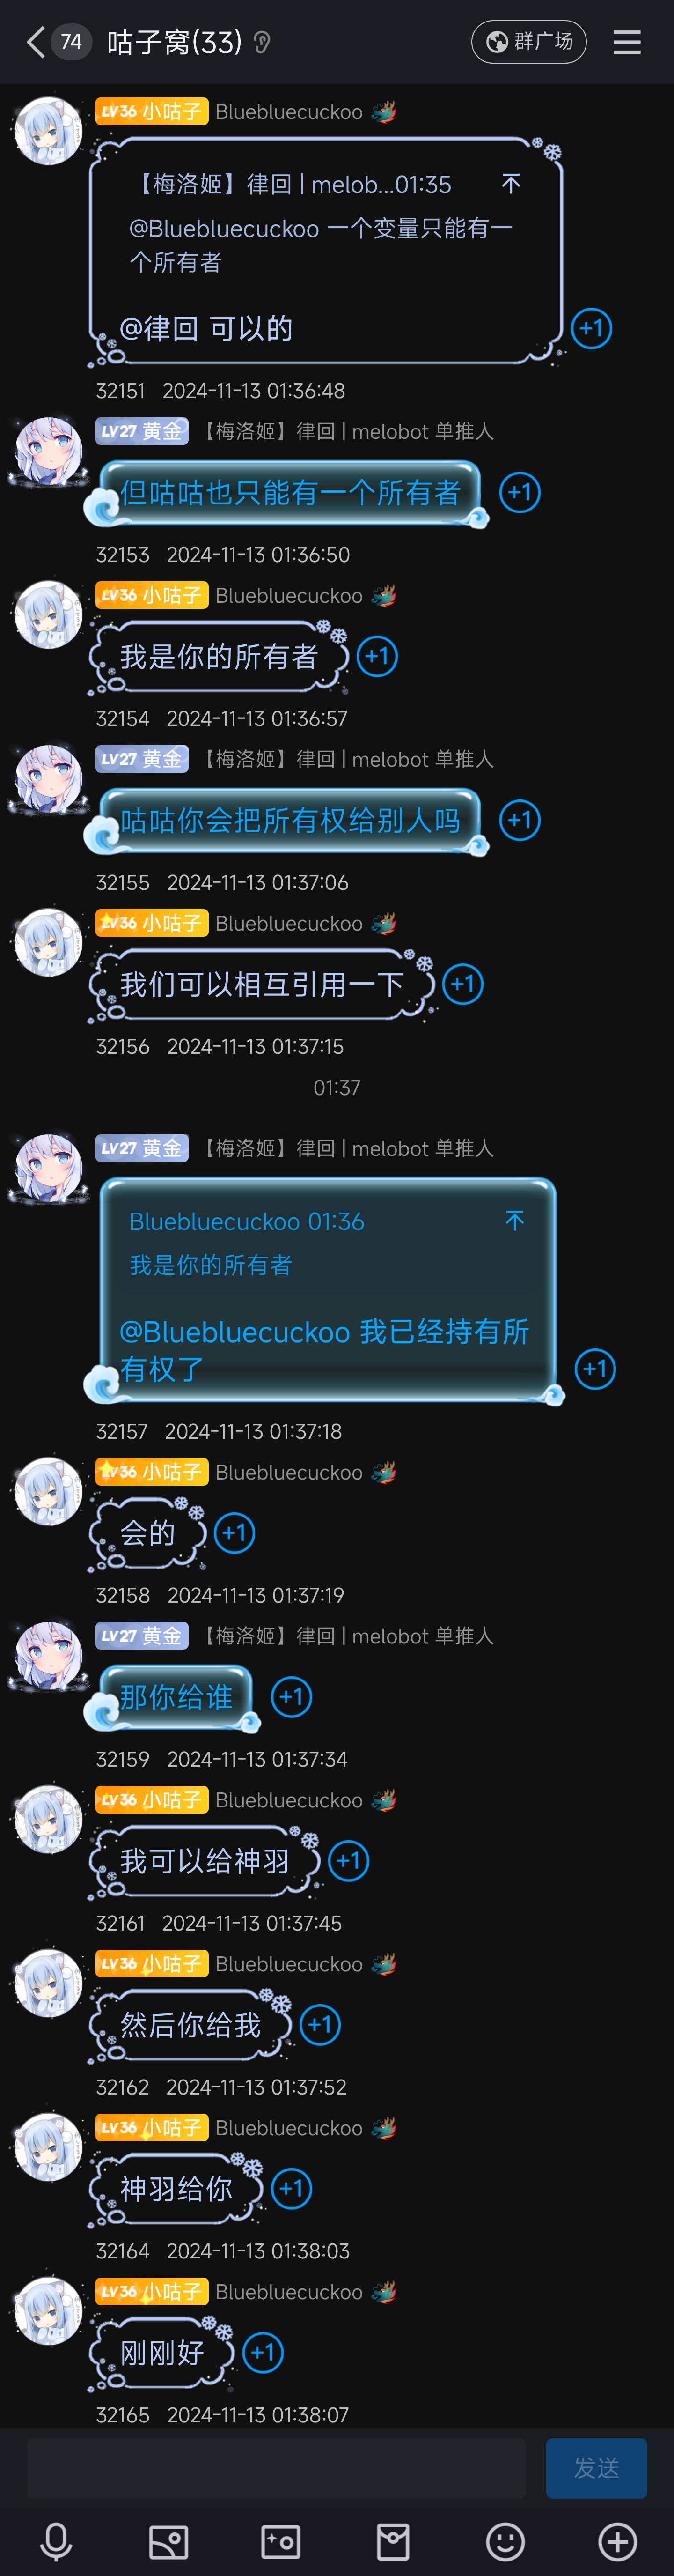 74 咕子窝(33) 群广场
LV36 小咕子 Bluebluecuckoo
【梅洛姬】律回 | melob...01:35
@Bluebluecuckoo 一个变量只能有一
个所有者
@律回 可以的
+1
32151 2024-11-13 01:36:48
LV27 黄金 【梅洛姬】律回 | melobot 单推人
但咕咕也只能有一个所有者
+1
32153 2024-11-13 01:36:50
LV36 小咕子 Bluebluecuckoo
我是你的所有者
+1
32154 2024-11-13 01:36:57
LV27 黄金 【梅洛姬】律回 | melobot 单推人
咕咕你会把所有权给别人吗
+1
32155 2024-11-13 01:37:06
LV36 小咕子 Bluebluecuckoo
我们可以相互引用一下
+1
32156 2024-11-13 01:37:15
01:37
LV27 黄金 【梅洛姬】律回 | melobot 单推人
Bluebluecuckoo 01:36
我是你的所有者
@Bluebluecuckoo 我已经持有所
有权了
+1
32157 2024-11-13 01:37:18
LV36 小咕子 Bluebluecuckoo
会的
+1
32158 2024-11-13 01:37:19
LV27 黄金 【梅洛姬】律回 | melobot 单推人
那你给谁
+1
32159 2024-11-13 01:37:34
LV36 小咕子 Bluebluecuckoo
我可以给神羽
+1
32161 2024-11-13 01:37:45
LV36 小咕子 Bluebluecuckoo
然后你给我
+1
32162 2024-11-13 01:37:52
LV36 小咕子 Bluebluecuckoo
神羽给你
+1
32164 2024-11-13 01:38:03
LV36 小咕子 Bluebluecuckoo
刚刚好
+1
32165 2024-11-13 01:38:07
发送